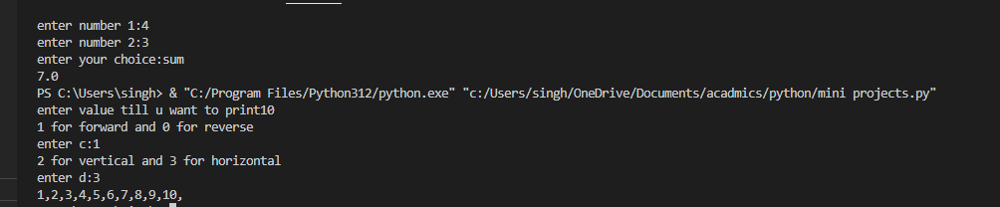 enter number 1:4
enter number 2:3
enter your choice:sum
7.0
PS C:\Users\singh> & "C:/Program Files/Python312/python.exe" "c:/Users/singh/OneDrive/Documents/acadmics/python/mini projects.py"
enter value till u want to print10
1 for forward and 0 for reverse
enter c:1
2 for vertical and 3 for horizontal
enter d:3
1,2,3,4,5,6,7,8,9,10,